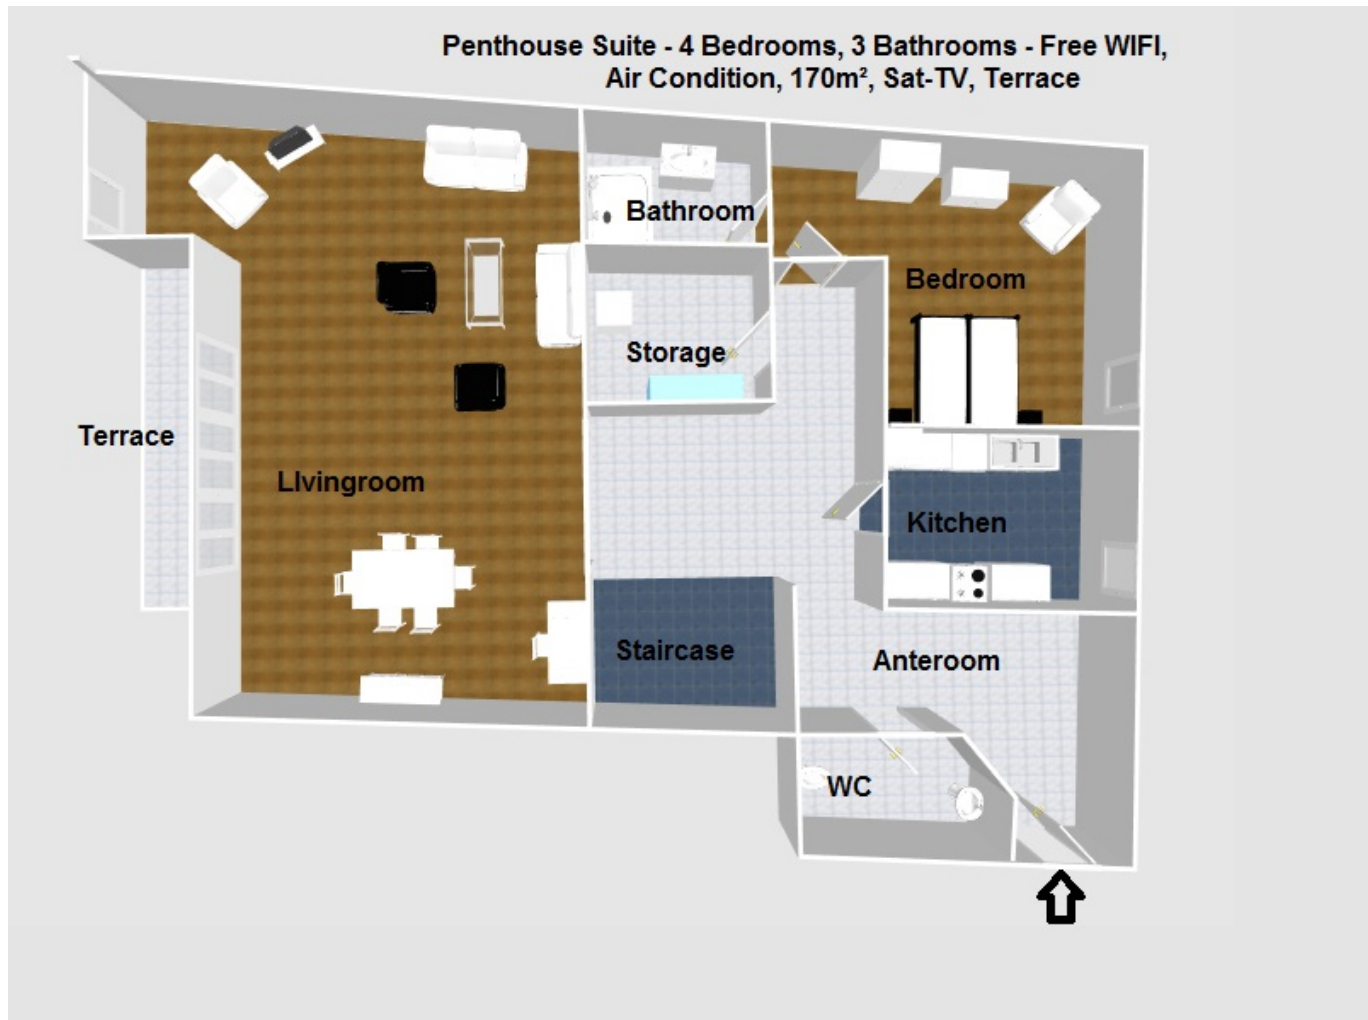 Penthouse Suite - 4 Bedrooms, 3 Bathrooms - Free WIFI,
Air Condition, 170m², Sat-TV, Terrace
Bathroom
Bedroom
Storage
Terrace
LIvingroom
Kitchen
Staircase
Anteroom
WC